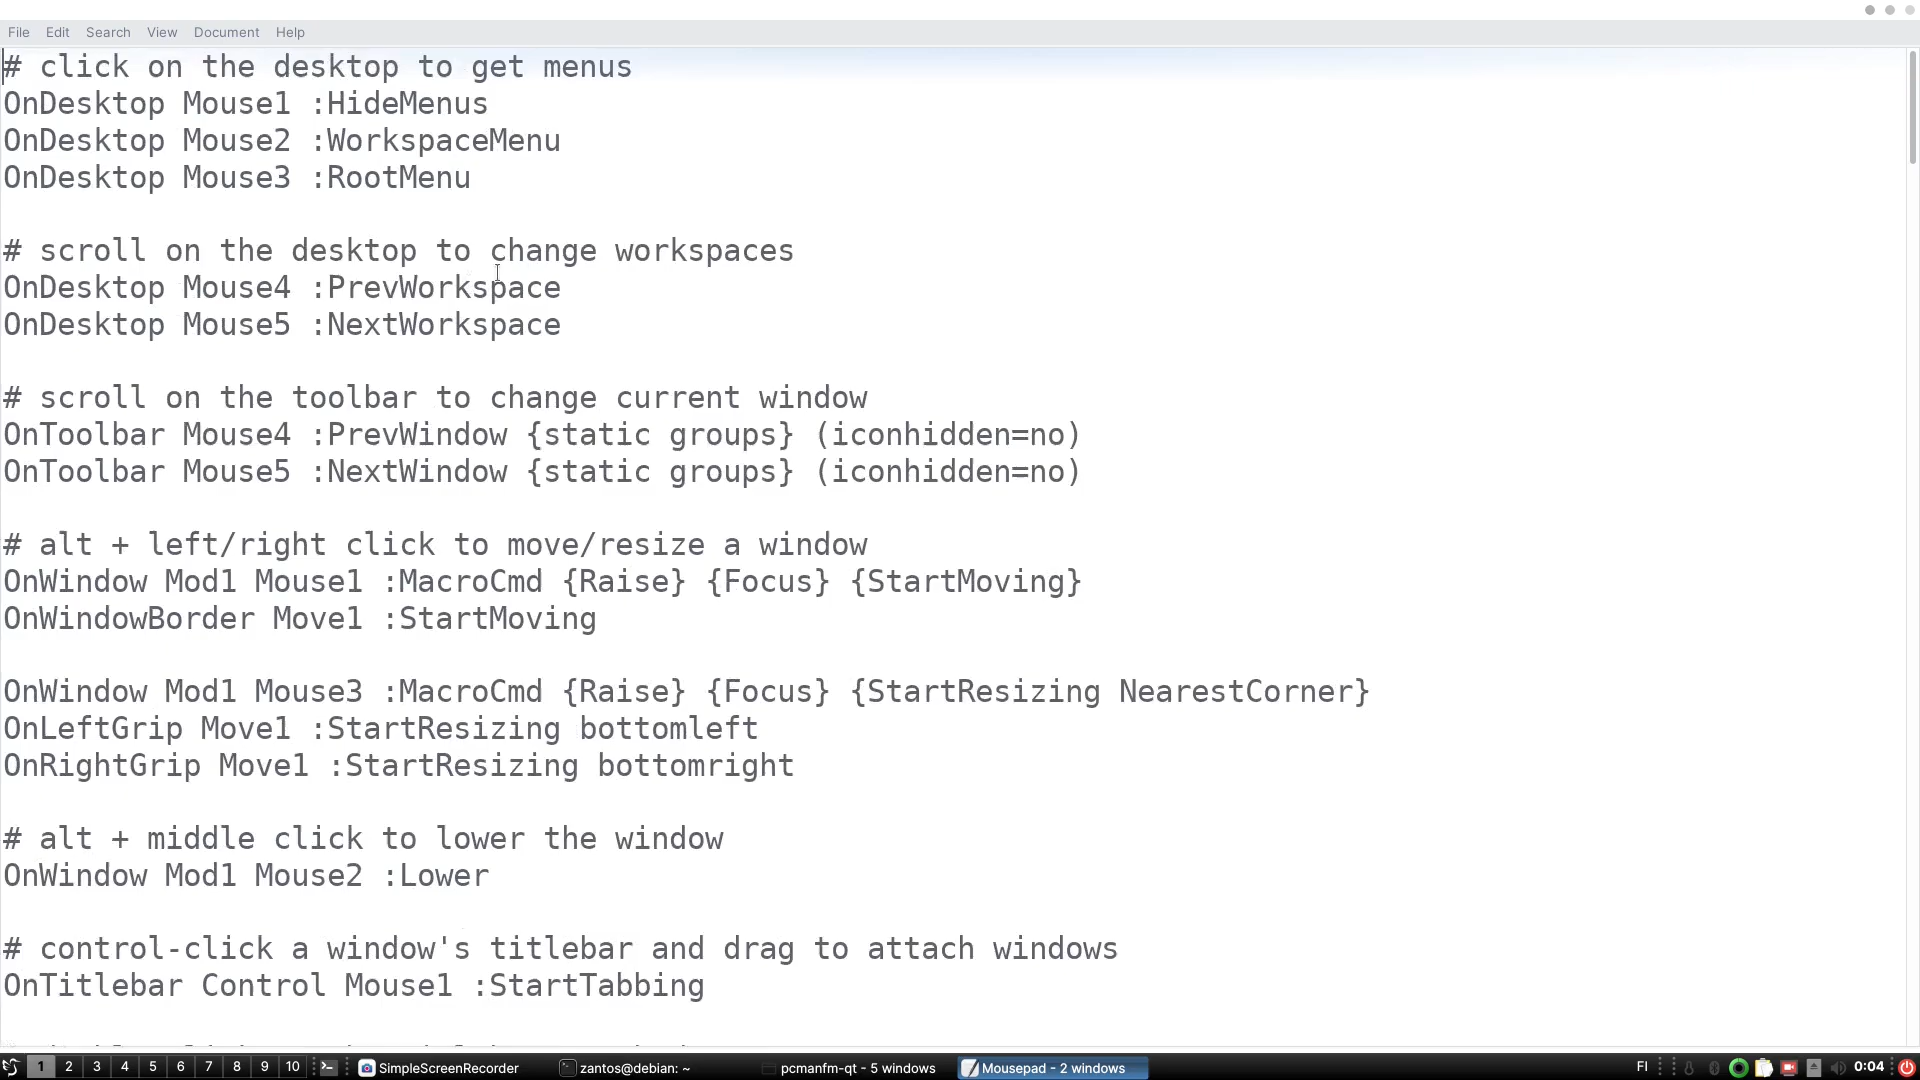 File Edit Search View Document Help
# click on the desktop to get menus
OnDesktop Mouse1 :HideMenus
OnDesktop Mouse2 :WorkspaceMenu
OnDesktop Mouse3 :RootMenu
# scroll on the desktop to change workspaces
OnDesktop Mouse4 :PrevWorkspace
OnDesktop Mouse5 :NextWorkspace
# scroll on the toolbar to change current window
OnToolbar Mouse4 :PrevWindow {static groups} (iconhidden=no)
OnToolbar Mouse5 :NextWindow {static groups} (iconhidden=no)
# alt + left/right click to move/resize a window
OnWindow Mod1 Mouse1 :MacroCmd {Raise} {Focus} {StartMoving}
OnWindowBorder Move1 :StartMoving
OnWindow Mod1 Mouse3 :MacroCmd {Raise} {Focus} {StartResizing NearestCorner}
OnLeftGrip Move1 :StartResizing bottomleft
OnRightGrip Move1 :StartResizing bottomright
# alt + middle click to lower the window
OnWindow Mod1 Mouse2 :Lower
# control-click a window's titlebar and drag to attach windows
OnTitlebar Control Mouse1 :StartTabbing
1 2 3 4 5 6 7 8 9 10 SimpleScreenRecorder zantos@debian: ~ pcmanfm-qt - 5 windows Mousepad - 2 windows FI 0:04